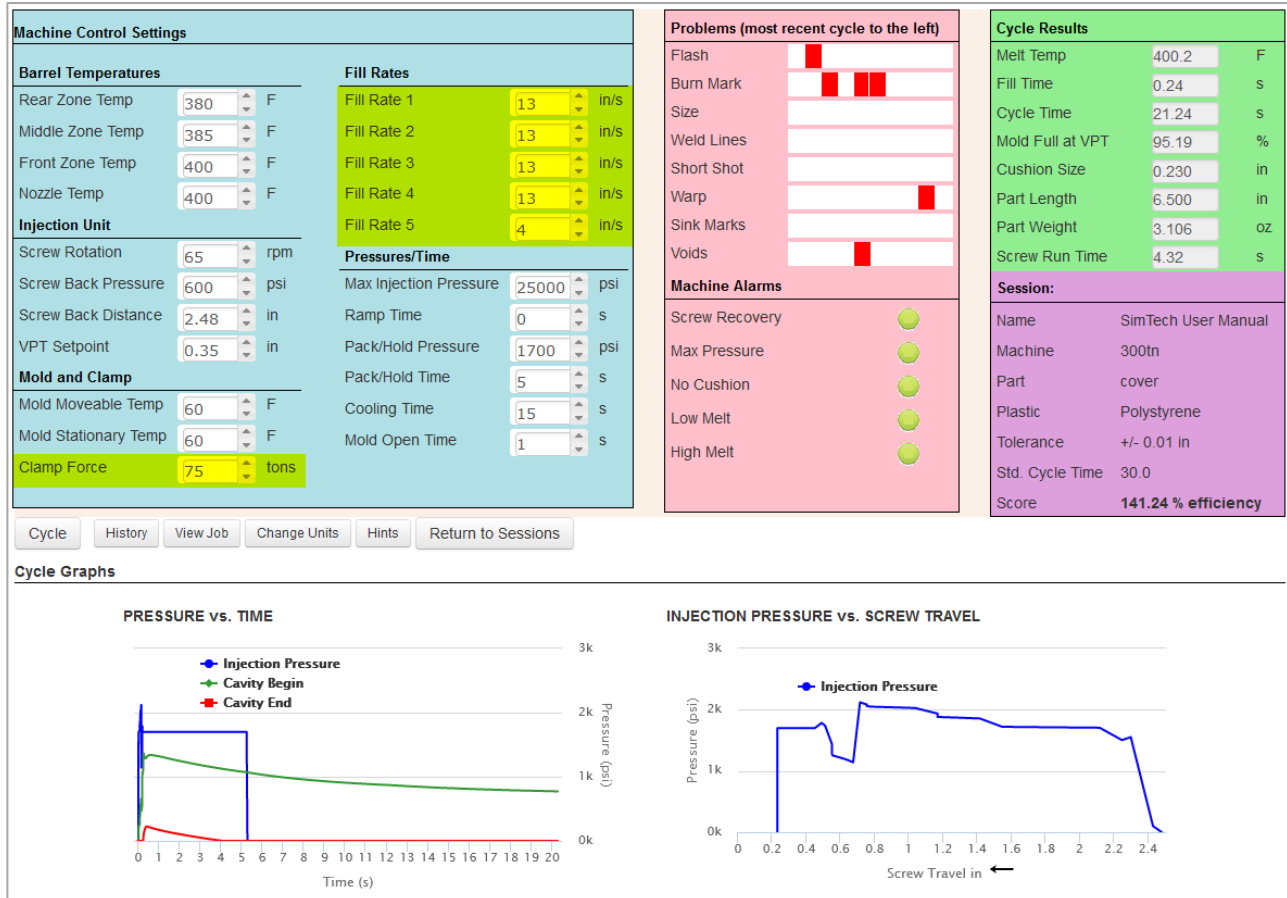 Machine Control Settings
Barrel Temperatures
Rear Zone Temp 380 F
Middle Zone Temp 385 F
Front Zone Temp 400 F
Nozzle Temp 400 F
Injection Unit
Screw Rotation 65 rpm
Screw Back Pressure 600 psi
Screw Back Distance 2.48 in
VPT Setpoint 0.35 in
Mold and Clamp
Mold Moveable Temp 60 F
Mold Stationary Temp 60 F
Clamp Force 75 tons
Fill Rates
Fill Rate 1 13 in/s
Fill Rate 2 13 in/s
Fill Rate 3 13 in/s
Fill Rate 4 13 in/s
Fill Rate 5 4 in/s
Pressures/Time
Max Injection Pressure 25000 psi
Ramp Time 0 s
Pack/Hold Pressure 1700 psi
Pack/Hold Time 5 s
Cooling Time 15 s
Mold Open Time 1 s
Problems (most recent cycle to the left)
Flash
Burn Mark
Size
Weld Lines
Short Shot
Warp
Sink Marks
Voids
Machine Alarms
Screw Recovery
Max Pressure
No Cushion
Low Melt
High Melt
Cycle Results
Melt Temp 400.2 F
Fill Time 0.24 s
Cycle Time 21.24 s
Mold Full at VPT 95.19 %
Cushion Size 0.230 in
Part Length 6.500 in
Part Weight 3.106 oz
Screw Run Time 4.32 s
Session:
Name SimTech User Manual
Machine 300tn
Part cover
Plastic Polystyrene
Tolerance +/- 0.01 in
Std. Cycle Time 30.0
Score 141.24 % efficiency
Cycle History View Job Change Units Hints Return to Sessions
Cycle Graphs
PRESSURE vs. TIME
Injection Pressure
Cavity Begin
Cavity End
3k
2k
1k
0k
Pressure (psi)
0 1 2 3 4 5 6 7 8 9 10 11 12 13 14 15 16 17 18 19 20
Time (s)
INJECTION PRESSURE vs. SCREW TRAVEL
Injection Pressure
3k
2k
1k
0k
Pressure (psi)
0 0.2 0.4 0.6 0.8 1 1.2 1.4 1.6 1.8 2 2.2 2.4
Screw Travel in ←